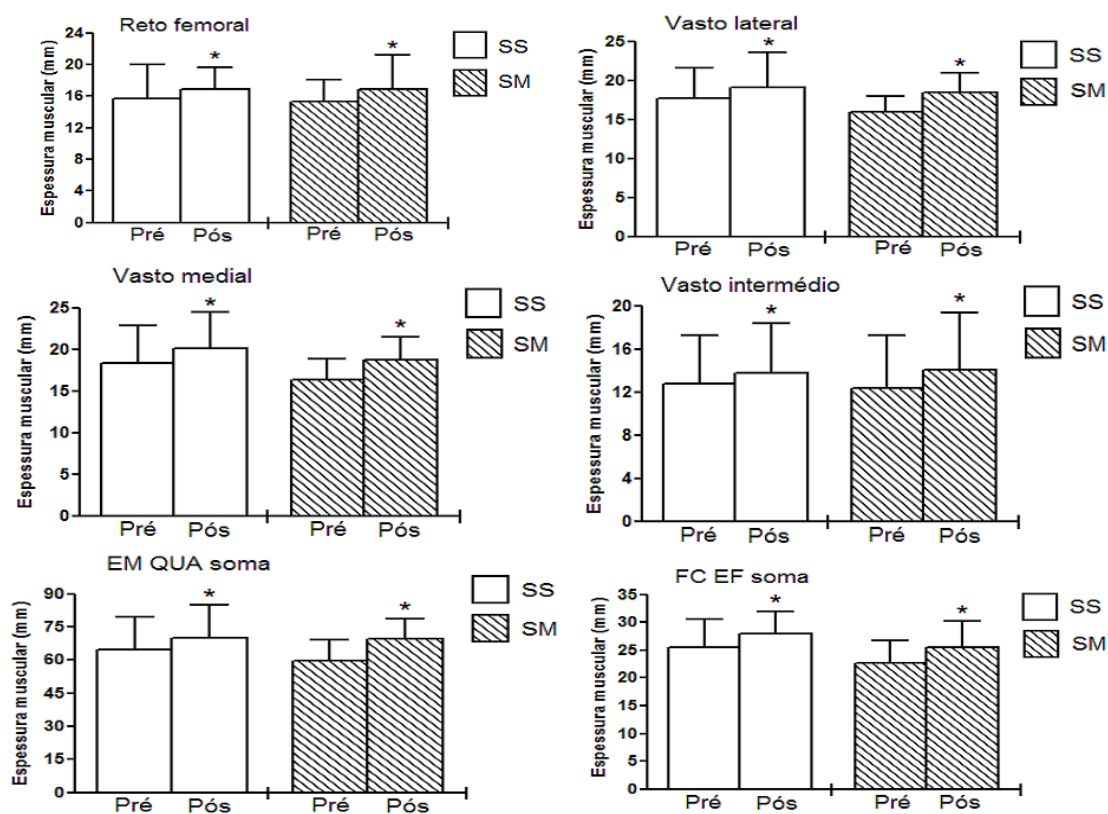 Reto femoral
Espessura muscular (mm)
24
20
16
12
8
4
0
*
*
Pré
Pós
Pré
Pós
SS
SM
Vasto lateral
Espessura muscular (mm)
25
20
15
10
5
0
*
*
Pré
Pós
Pré
Pós
SS
SM
Vasto medial
Espessura muscular (mm)
25
20
15
10
5
0
*
*
Pré
Pós
Pré
Pós
SS
SM
Vasto intermédio
Espessura muscular (mm)
20
16
12
8
4
0
*
*
Pré
Pós
Pré
Pós
SS
SM
EM QUA soma
Espessura muscular (mm)
90
75
60
45
30
15
0
*
*
Pré
Pós
Pré
Pós
SS
SM
FC EF soma
Espessura muscular (mm)
35
30
25
20
15
10
5
0
*
*
Pré
Pós
Pré
Pós
SS
SM